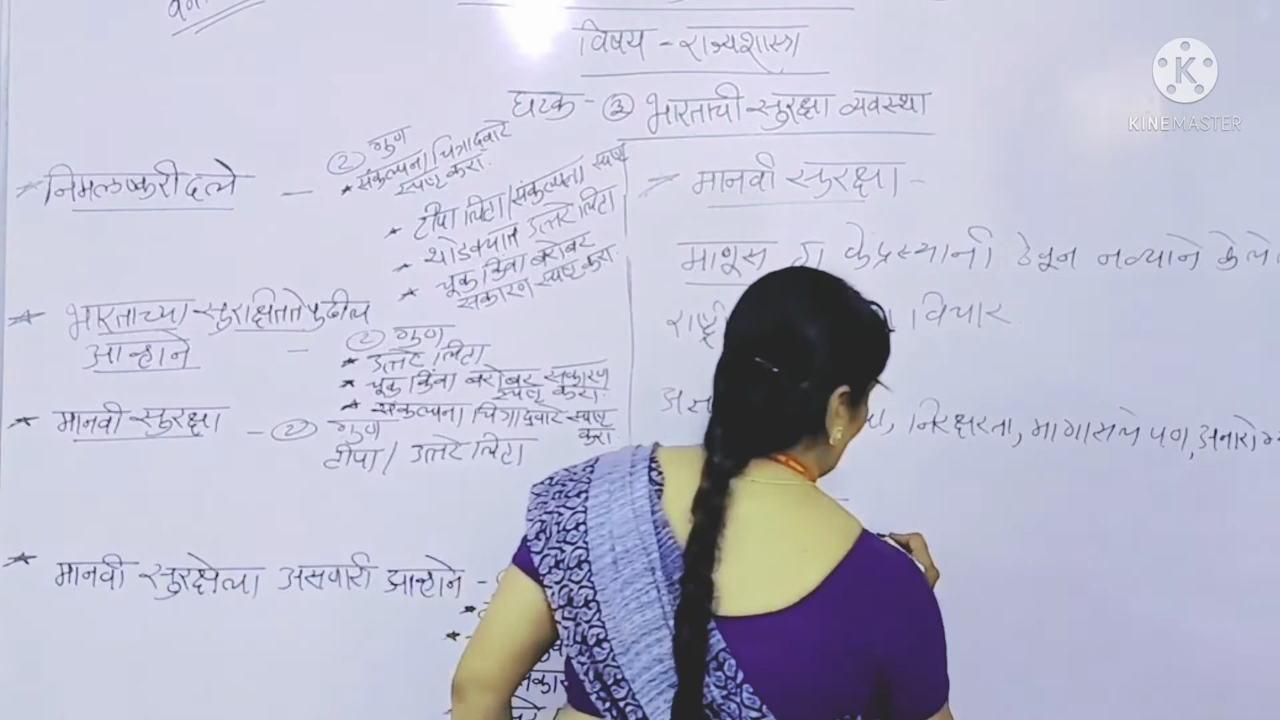 विषय - राज्यशास्त्र
घटक - ③ भारताची सुरक्षा व्यवस्था
* निमलष्करी दले -
② गुण
* संकल्पना चित्राद्वारे
स्पष्ट करा.
* टीपा लिहा/संकल्पना स्पष्ट
* थोडक्यात उत्तरे लिहा
* चूक किंवा बरोबर
सकारण स्पष्ट करा.
* भारताच्या सुरक्षिततेपुढील
आव्हाने -
② गुण
* उत्तरे लिहा
* चूक किंवा बरोबर सकारण
स्पष्ट करा.
* संकल्पना चित्राद्वारे स्पष्ट
करा
* मानवी सुरक्षा - ②
गुण
टीपा / उत्तरे लिहा
* मानवी सुरक्षेला असणारी आव्हाने -
* मानवी सुरक्षा -
माणूस हा केंद्रस्थानी ठेवून नव्याने केले
राष्ट्री विचार
निरक्षरता, मागासलेपण,
KINEMASTER